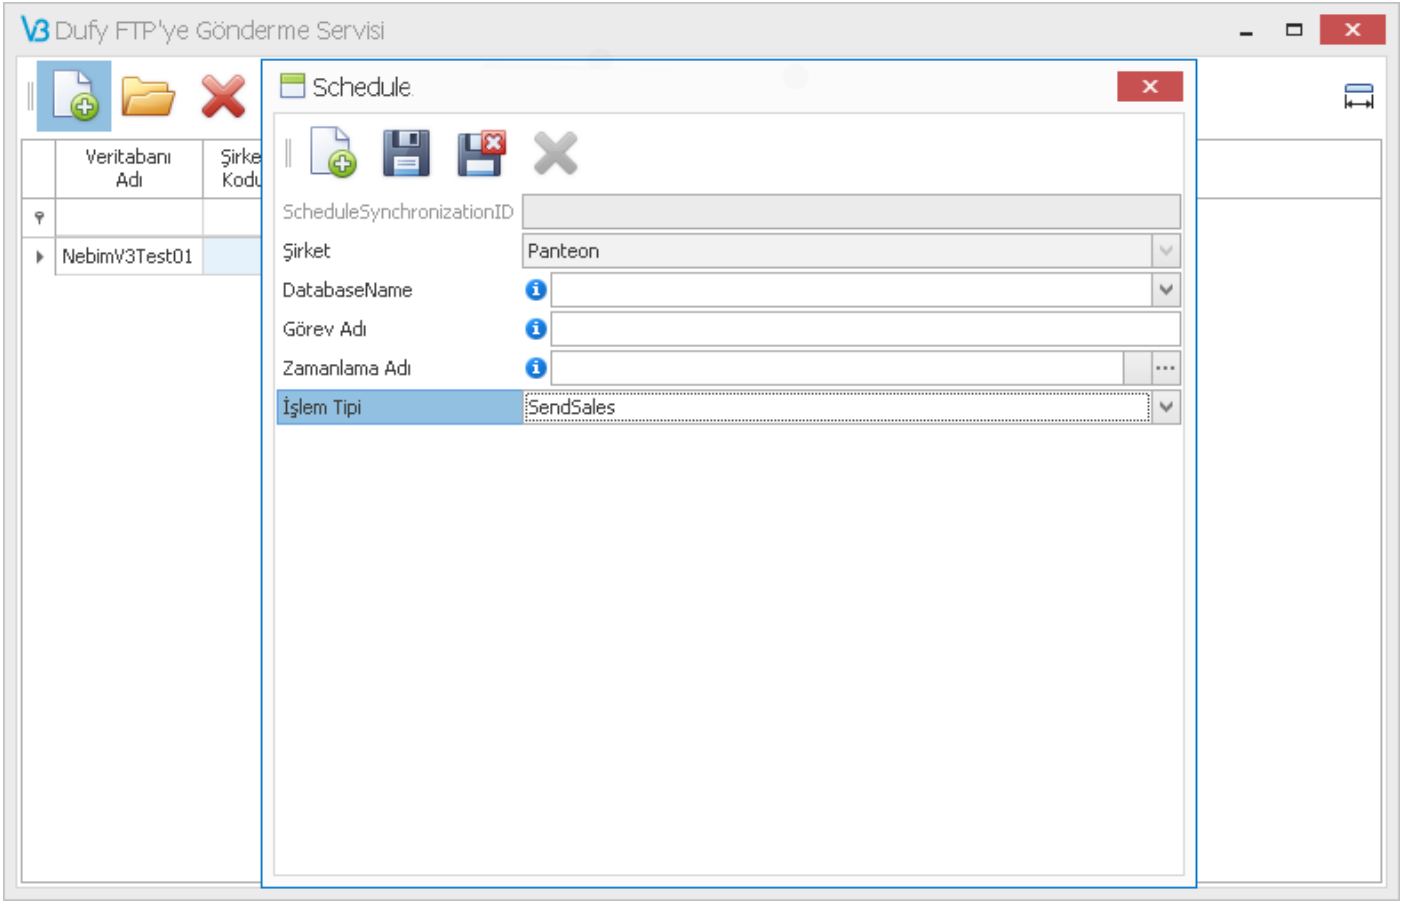 V3 Dufy FTP'ye Gönderme Servisi
Schedule
Veritabanı Adı
Şirke
Kodu
NebimV3Test01
ScheduleSynchronizationID
Şirket Panteon
DatabaseName
Görev Adı
Zamanlama Adı
İşlem Tipi SendSales